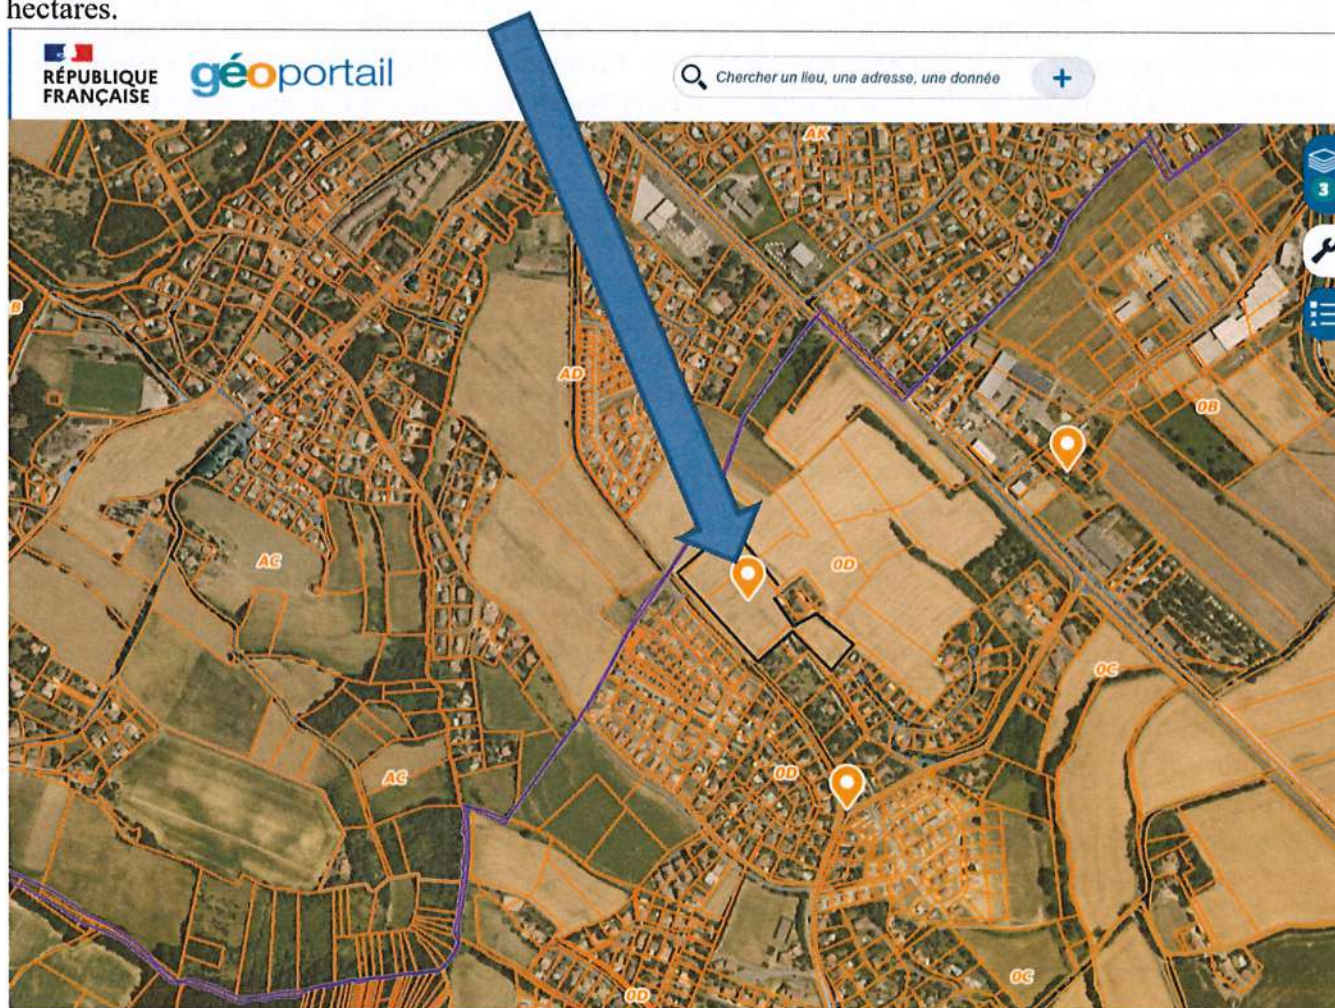 hectares.
RÉPUBLIQUE
FRANÇAISE
géoportail
Chercher un lieu, une adresse, une donnée
+
AK
3
B
AD
0B
AC
0D
0C
AC
0D
0C
0D